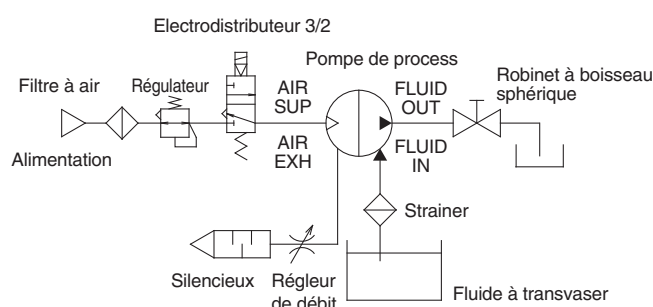 Electrodistributeur 3/2
Pompe de process
Filtre à air
Régulateur
AIR
SUP
FLUID
OUT
Robinet à boisseau
sphérique
Alimentation
AIR
EXH
FLUID
IN
Strainer
Silencieux
Régleur
de débit
Fluide à transvaser